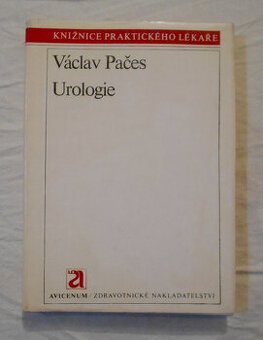 KNIŽNICE PRAKTICKÉHO LÉKAŘE
Václav Pačes
Urologie
a
AVICENUM / ZDRAVOTNICKÉ NAKLADATELSTVÍ